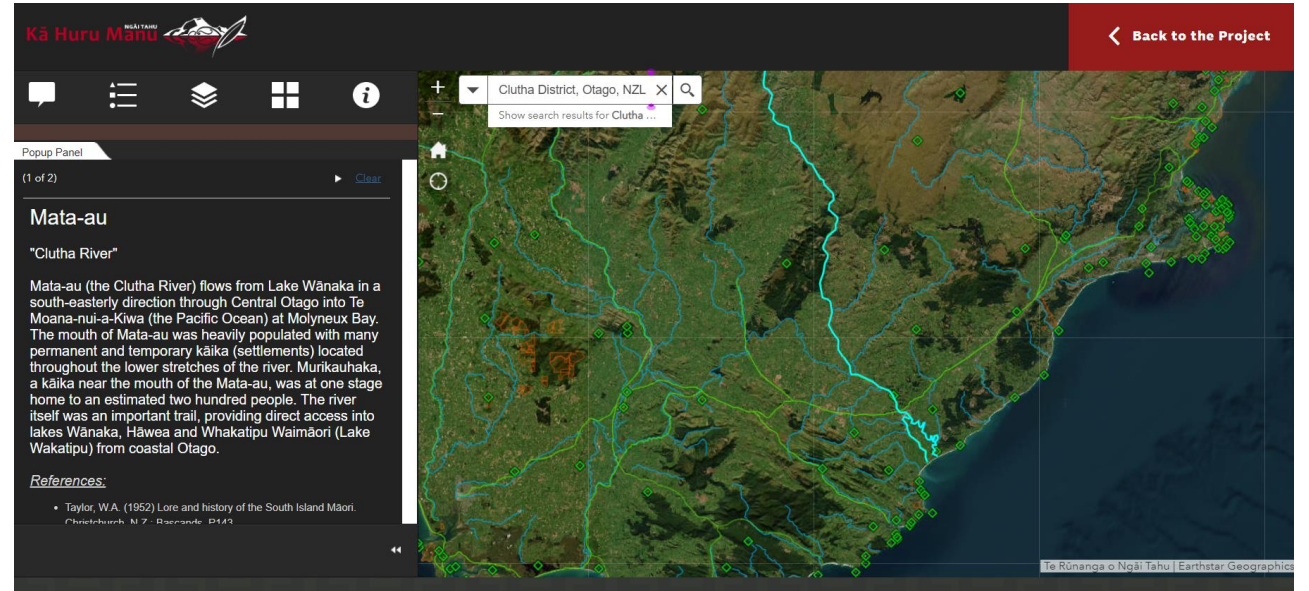 Kā Huru Manu
NGĀI TAHU
Back to the Project
Popup Panel
(1 of 2)
Clear
Mata-au
"Clutha River"
Mata-au (the Clutha River) flows from Lake Wānaka in a
south-easterly direction through Central Otago into Te
Moana-nui-a-Kiwa (the Pacific Ocean) at Molyneux Bay.
The mouth of Mata-au was heavily populated with many
permanent and temporary kāika (settlements) located
throughout the lower stretches of the river. Murikauhaka,
a kāika near the mouth of the Mata-au, was at one stage
home to an estimated two hundred people. The river
itself was an important trail, providing direct access into
lakes Wānaka, Hāwea and Whakatipu Waimāori (Lake
Wakatipu) from coastal Otago.
References:
• Taylor, W.A. (1952) Lore and history of the South Island Māori.
Christchurch, N.Z.: Bascands. P143
Clutha District, Otago, NZL
Show search results for Clutha ...
Te Rūnanga o Ngāi Tahu | Earthstar Geographics